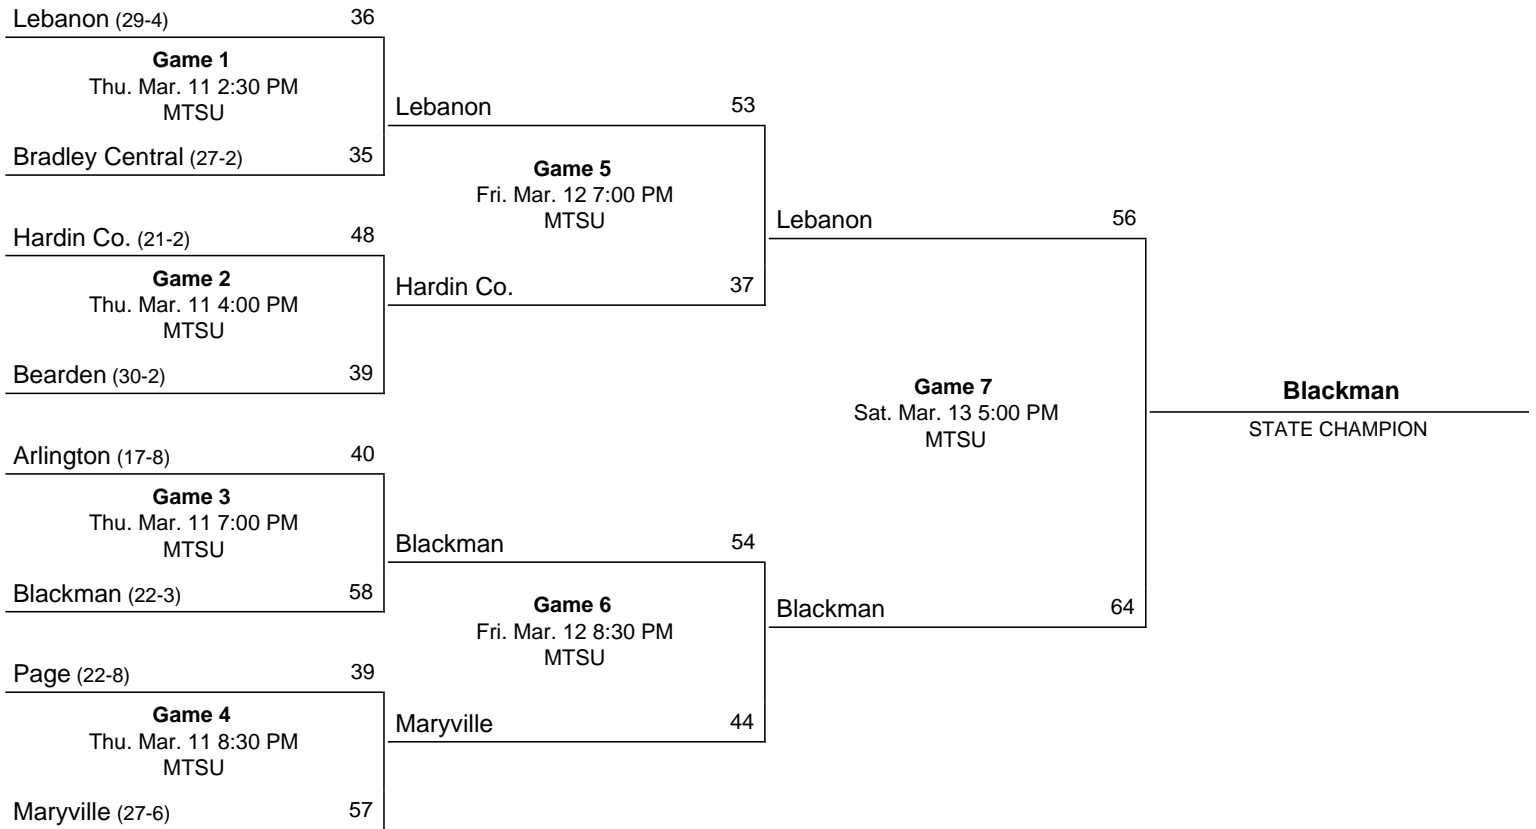 Lebanon (29-4) 36
Game 1
Thu. Mar. 11 2:30 PM
MTSU
Bradley Central (27-2) 35
Hardin Co. (21-2) 48
Game 2
Thu. Mar. 11 4:00 PM
MTSU
Bearden (30-2) 39
Arlington (17-8) 40
Game 3
Thu. Mar. 11 7:00 PM
MTSU
Blackman (22-3) 58
Page (22-8) 39
Game 4
Thu. Mar. 11 8:30 PM
MTSU
Maryville (27-6) 57
Lebanon 53
Game 5
Fri. Mar. 12 7:00 PM
MTSU
Hardin Co. 37
Blackman 54
Game 6
Fri. Mar. 12 8:30 PM
MTSU
Maryville 44
Lebanon 56
Game 7
Sat. Mar. 13 5:00 PM
MTSU
Blackman 64
Blackman
STATE CHAMPION